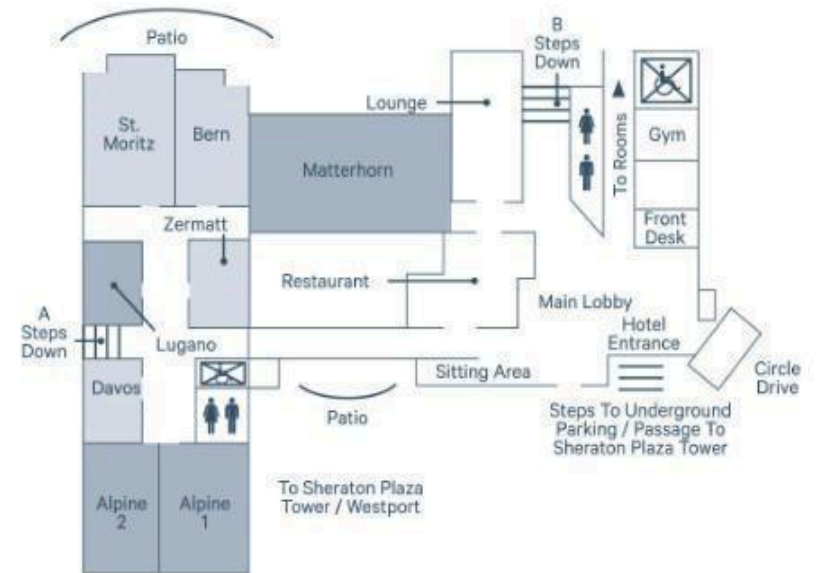 Patio
B
Steps
Down
Lounge
St.
Moritz
Bern
Matterhorn
To Rooms
Gym
Front
Desk
Zermatt
Restaurant
Main Lobby
A
Steps
Down
Lugano
Hotel
Entrance
Circle
Drive
Davos
Sitting Area
Patio
Steps To Underground
Parking / Passage To
Sheraton Plaza Tower
To Sheraton Plaza
Tower / Westport
Alpine
2
Alpine
1